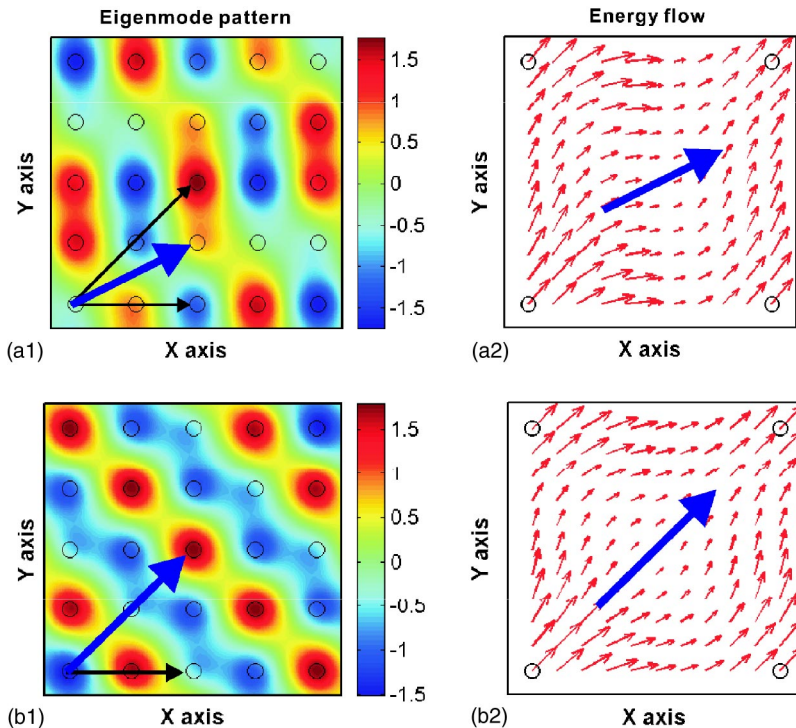 Eigenmode pattern
Energy flow
Y axis
1.5
1
0.5
0
-0.5
-1
-1.5
Y axis
(a1)
X axis
(a2)
X axis
Y axis
1.5
1
0.5
0
-0.5
-1
-1.5
Y axis
(b1)
X axis
(b2)
X axis